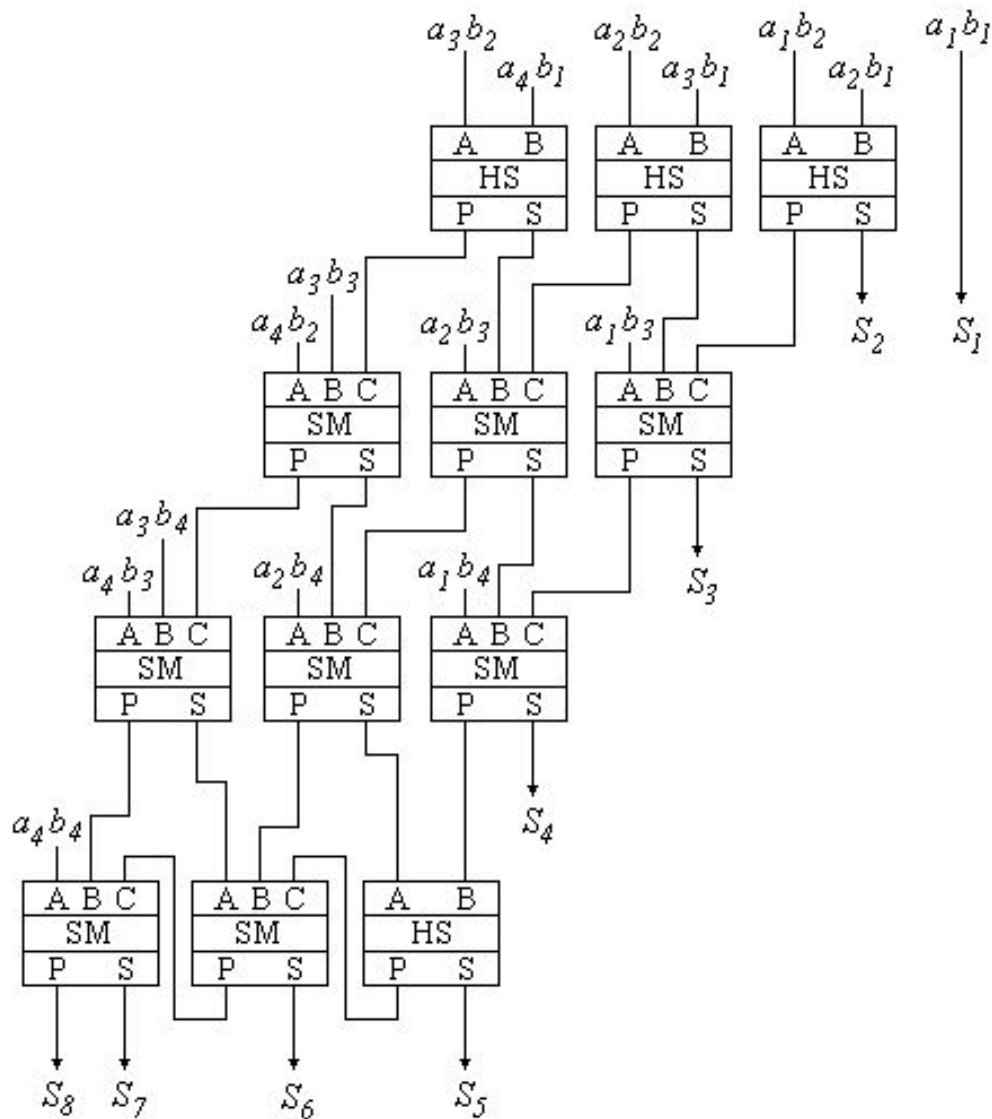 a₃b₂ a₂b₂ a₁b₂ a₁b₁
a₄b₁ a₃b₁ a₂b₁
A B A B A B
HS HS HS
P S P S P S
a₃b₃
a₄b₂ a₂b₃ a₁b₃ S₂ S₁
A B C A B C A B C
SM SM SM
P S P S P S
a₃b₄
a₄b₃ a₂b₄ a₁b₄ S₃
A B C A B C A B C
SM SM SM
P S P S P S
a₄b₄ S₄
A B C A B C A B
SM SM HS
P S P S P S
S₈ S₇ S₆ S₅